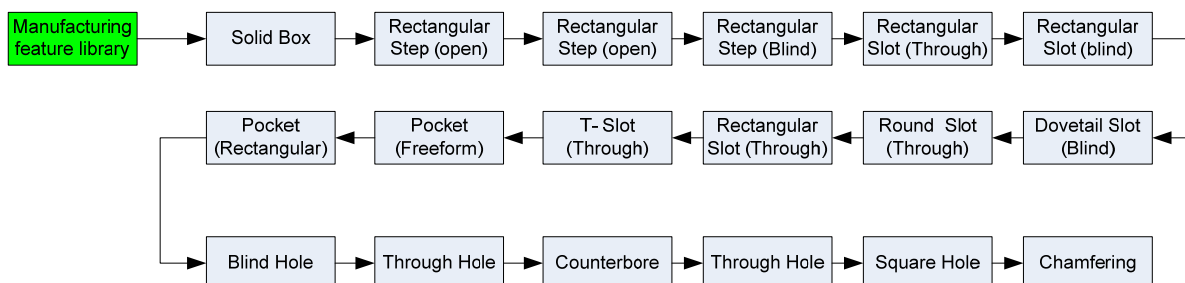 Manufacturing
feature library
Solid Box
Rectangular
Step (open)
Rectangular
Step (open)
Rectangular
Step (Blind)
Rectangular
Slot (Through)
Rectangular
Slot (blind)
Dovetail Slot
(Blind)
Round Slot
(Through)
Rectangular
Slot (Through)
T- Slot
(Through)
Pocket
(Freeform)
Pocket
(Rectangular)
Blind Hole
Through Hole
Counterbore
Through Hole
Square Hole
Chamfering